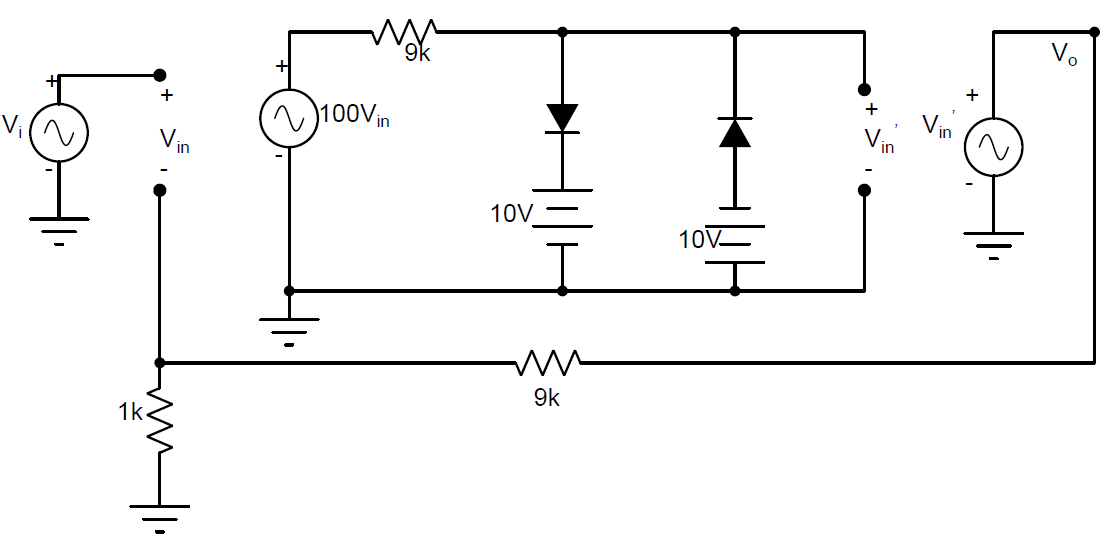 +
Vi
-
+
Vin
-
+
100Vin
-
9k
10V
10V
+
Vin’
-
+
Vin’
-
Vo
9k
1k